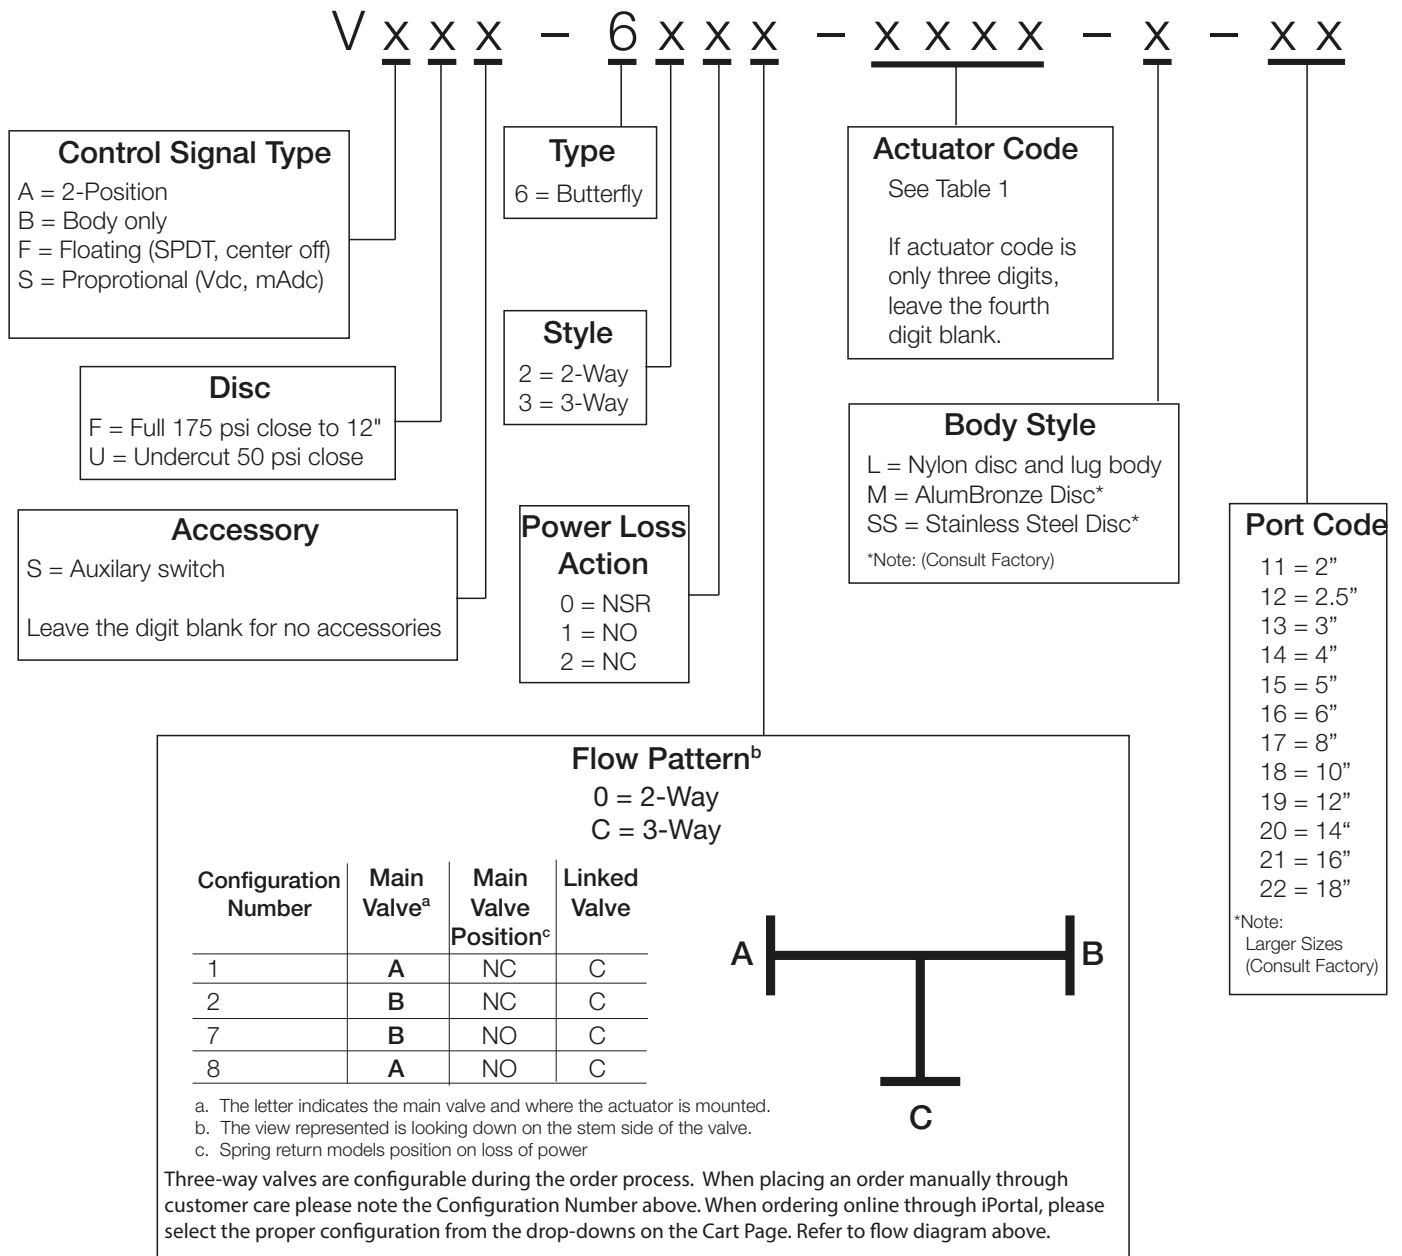 V x x x – 6 x x x – x x x x – x – x x
Control Signal Type
A = 2-Position
B = Body only
F = Floating (SPDT, center off)
S = Proprotional (Vdc, mAdc)
Disc
F = Full 175 psi close to 12"
U = Undercut 50 psi close
Accessory
S = Auxilary switch
Leave the digit blank for no accessories
Type
6 = Butterfly
Style
2 = 2-Way
3 = 3-Way
Power Loss
Action
0 = NSR
1 = NO
2 = NC
Actuator Code
See Table 1
If actuator code is
only three digits,
leave the fourth
digit blank.
Body Style
L = Nylon disc and lug body
M = AlumBronze Disc*
SS = Stainless Steel Disc*
*Note: (Consult Factory)
Port Code
11 = 2”
12 = 2.5”
13 = 3”
14 = 4”
15 = 5”
16 = 6”
17 = 8”
18 = 10”
19 = 12”
20 = 14“
21 = 16”
22 = 18”
*Note:
Larger Sizes
(Consult Factory)
Flow Patternᵇ
0 = 2-Way
C = 3-Way
Configuration Number Main Valveᵃ Main Valve Positionᶜ Linked Valve
1 A NC C
2 B NC C
7 B NO C
8 A NO C
A B
C
a. The letter indicates the main valve and where the actuator is mounted.
b. The view represented is looking down on the stem side of the valve.
c. Spring return models position on loss of power
Three-way valves are configurable during the order process. When placing an order manually through
customer care please note the Configuration Number above. When ordering online through iPortal, please
select the proper configuration from the drop-downs on the Cart Page. Refer to flow diagram above.